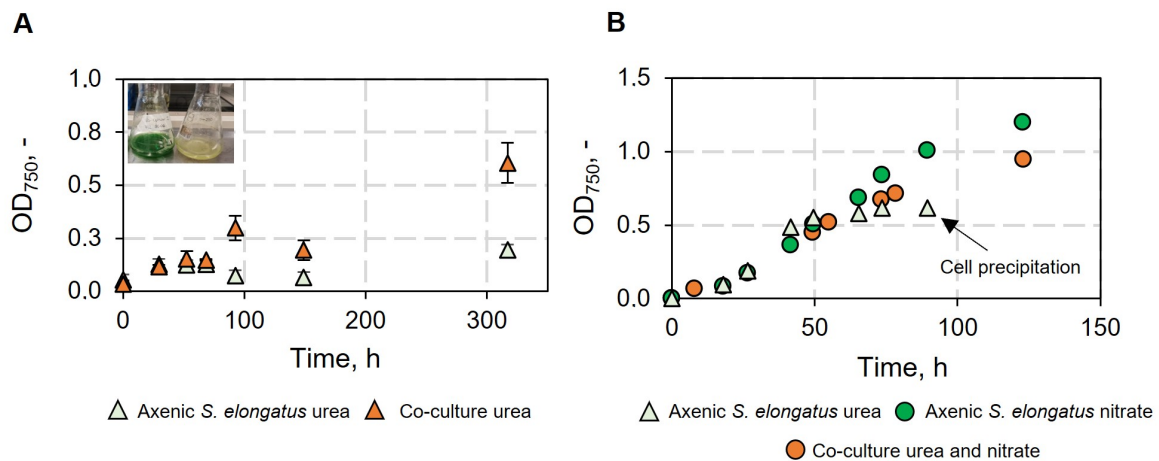 A
B
OD750, -
1.0
0.8
0.5
0.3
0.0
0
100
200
300
Time, h
Axenic S. elongatus urea
Co-culture urea
OD750, -
1.5
1.0
0.5
0.0
0
50
100
150
Cell precipitation
Time, h
Axenic S. elongatus urea
Axenic S. elongatus nitrate
Co-culture urea and nitrate